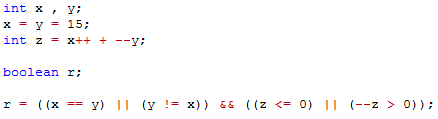 int x , y;
x = y = 15;
int z = x++ + --y;
boolean r;
r = ((x == y) || (y != x)) && ((z <= 0) || (--z > 0));